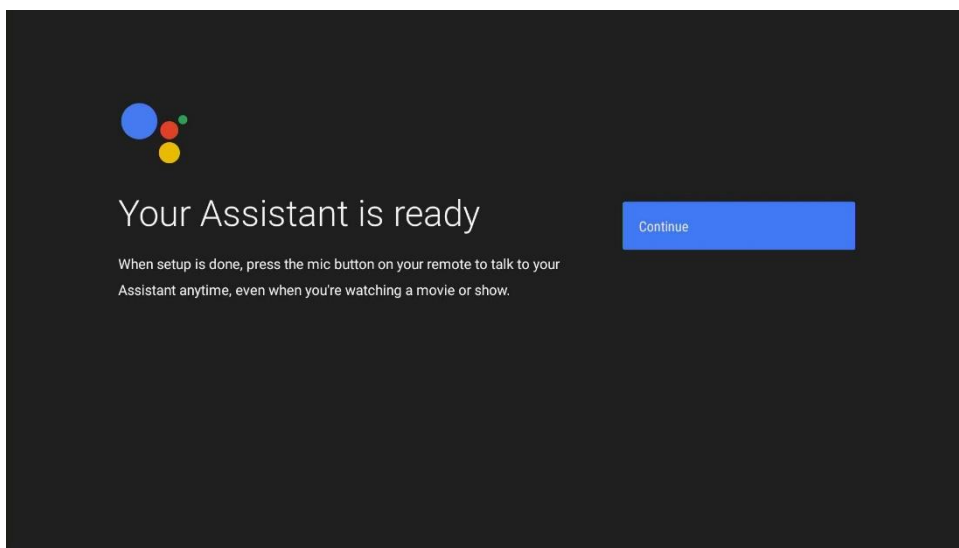 Your Assistant is ready
When setup is done, press the mic button on your remote to talk to your
Assistant anytime, even when you're watching a movie or show.
Continue